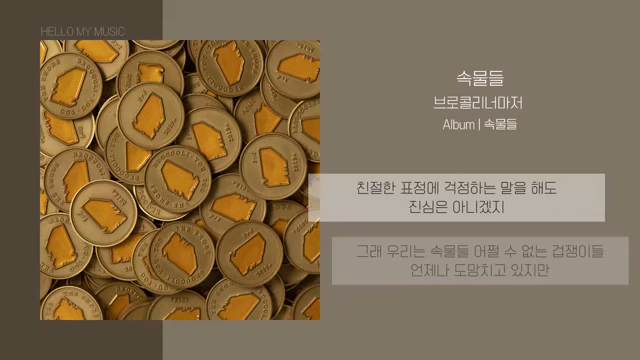 HELLO MY MUSIC
속물들
브로콜리너마저
Album | 속물들
친절한 표정에 걱정하는 말을 해도
진심은 아니겠지
그래 우리는 속물들 어쩔 수 없는 겁쟁이들
언제나 도망치고 있지만